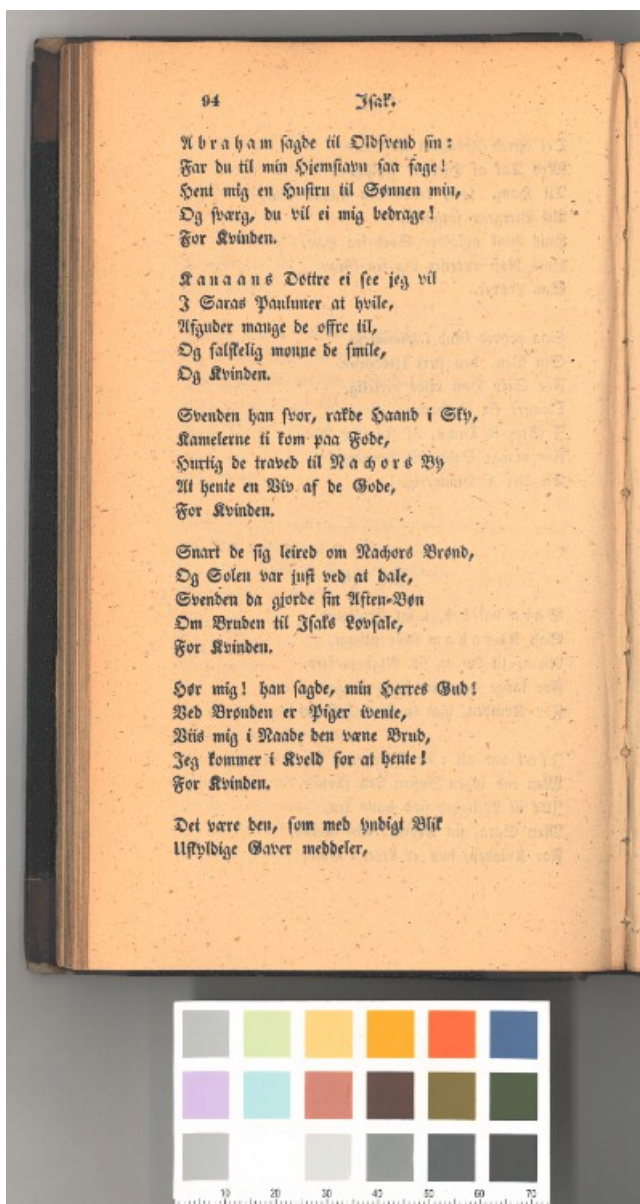 94 Isak.
Abraham sagde til Oldsvend sin:
Far du til min Hjemstavn saa fage!
Hent mig en Hustru til Sønnen min,
Og sværg, du vil ei mig bedrage!
For Kvinden.
Kanaans Døttre ei see jeg vil
I Saras Pauluner at hvile,
Afguder mange de offre til,
Og falskelig monne de smile,
Og Kvinden.
Svenden han svor, rakde Haand i Sky,
Kamelerne ti kom paa Fode,
Hurtig de traved til Nachors By
At hente en Viv af de Gode,
For Kvinden.
Snart de sig leired om Nachors Brønd,
Og Solen var just ved at dale,
Svenden da gjorde sin Aften-Bøn
Om Bruden til Isaks Lovsale,
For Kvinden.
Hør mig! han sagde, min Herres Gud!
Ved Brønden er Piger ivente,
Viis mig i Naade den væne Brud,
Jeg kommer i Kveld for at hente!
For Kvinden.
Det være den, som med yndigt Blik
Uskyldige Gaver meddeler,
10 20 30 40 50 60 70